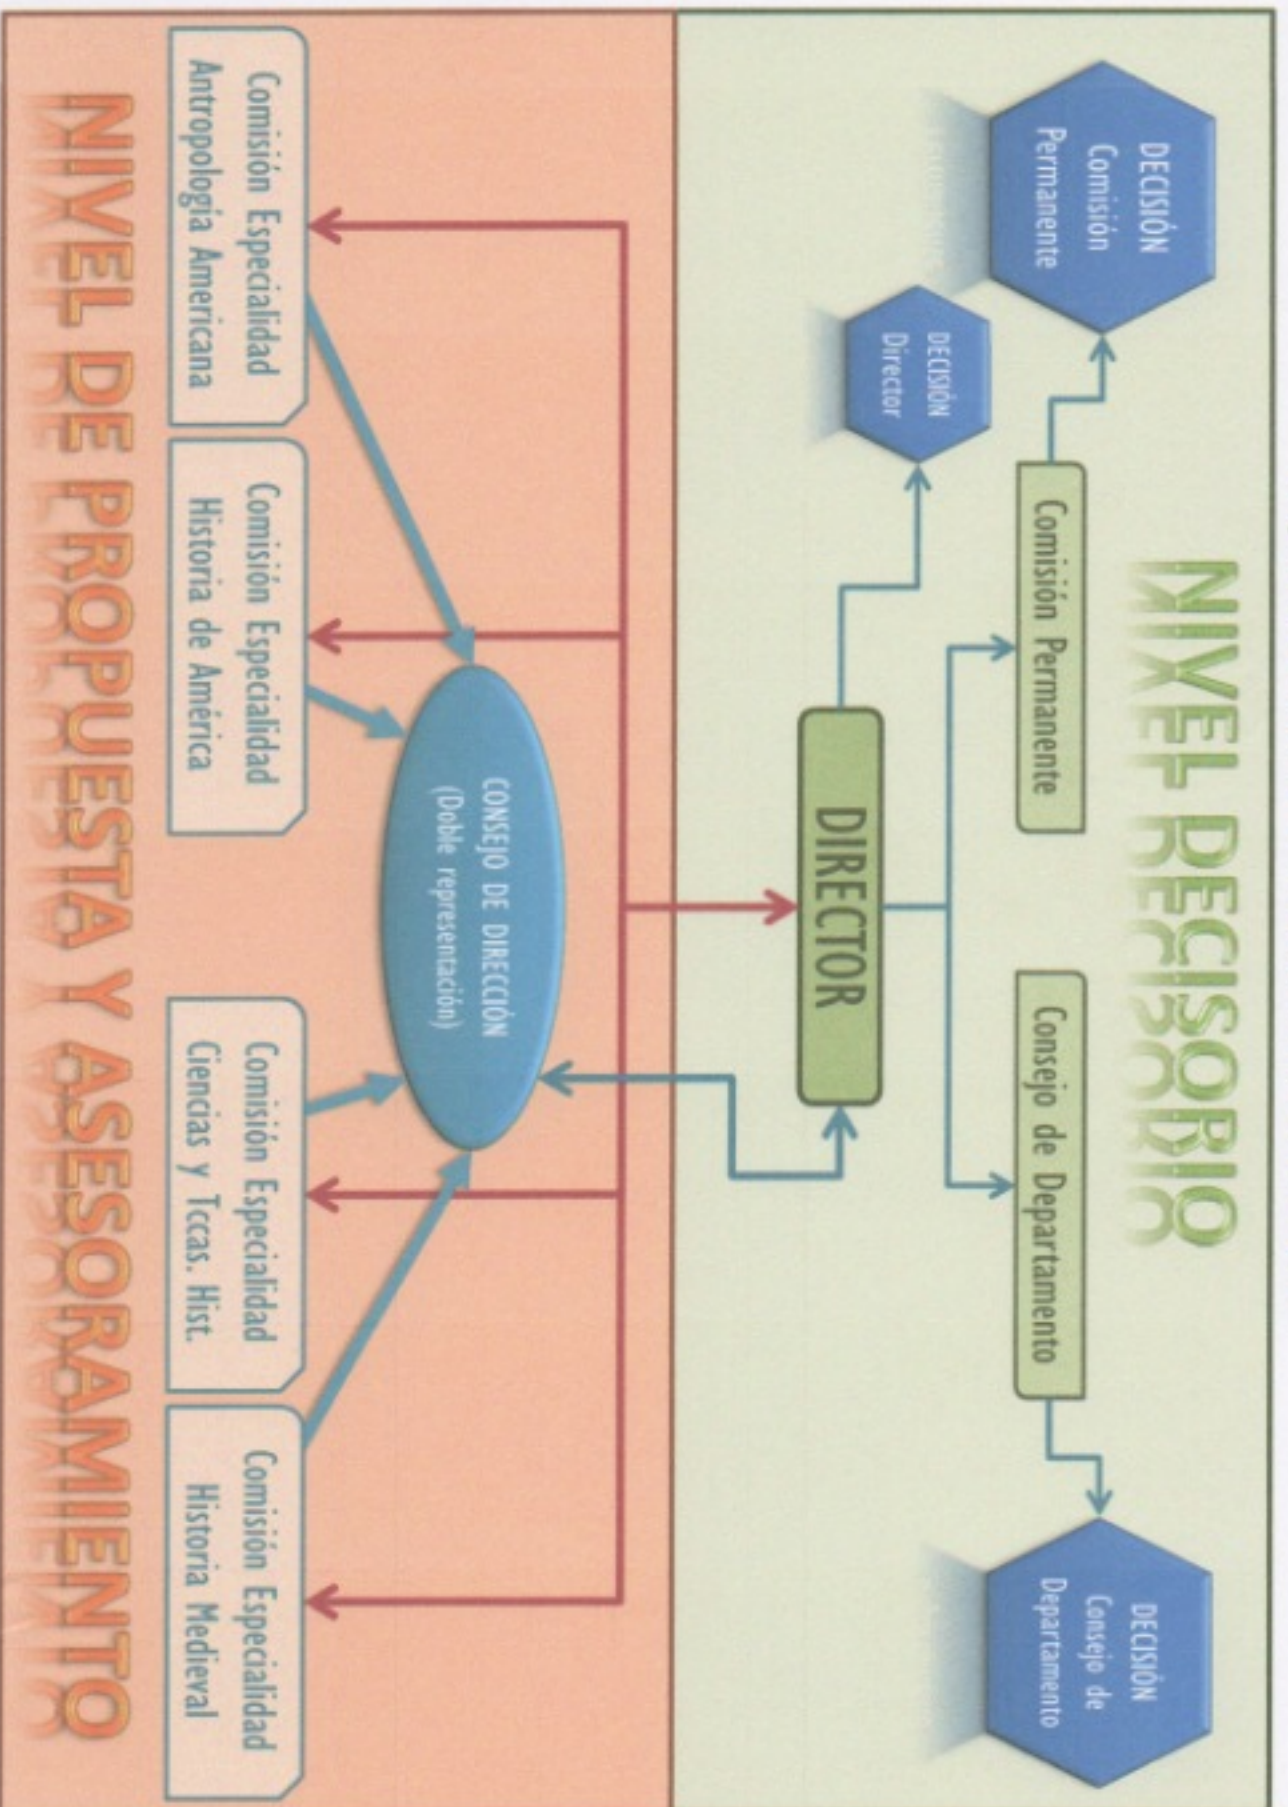 NIVEL DECISORIO
DECISIÓN
Comisión
Permanente
Comisión Permanente
Consejo de Departamento
DECISIÓN
Consejo de
Departamento
DECISIÓN
Director
DIRECTOR
CONSEJO DE DIRECCIÓN
(Doble representación)
Comisión Especialidad
Antropología Americana
Comisión Especialidad
Historia de América
Comisión Especialidad
Ciencias y Tccas. Hist.
Comisión Especialidad
Historia Medieval
NIVEL DE PROPUESTA Y ASESORAMIENTO